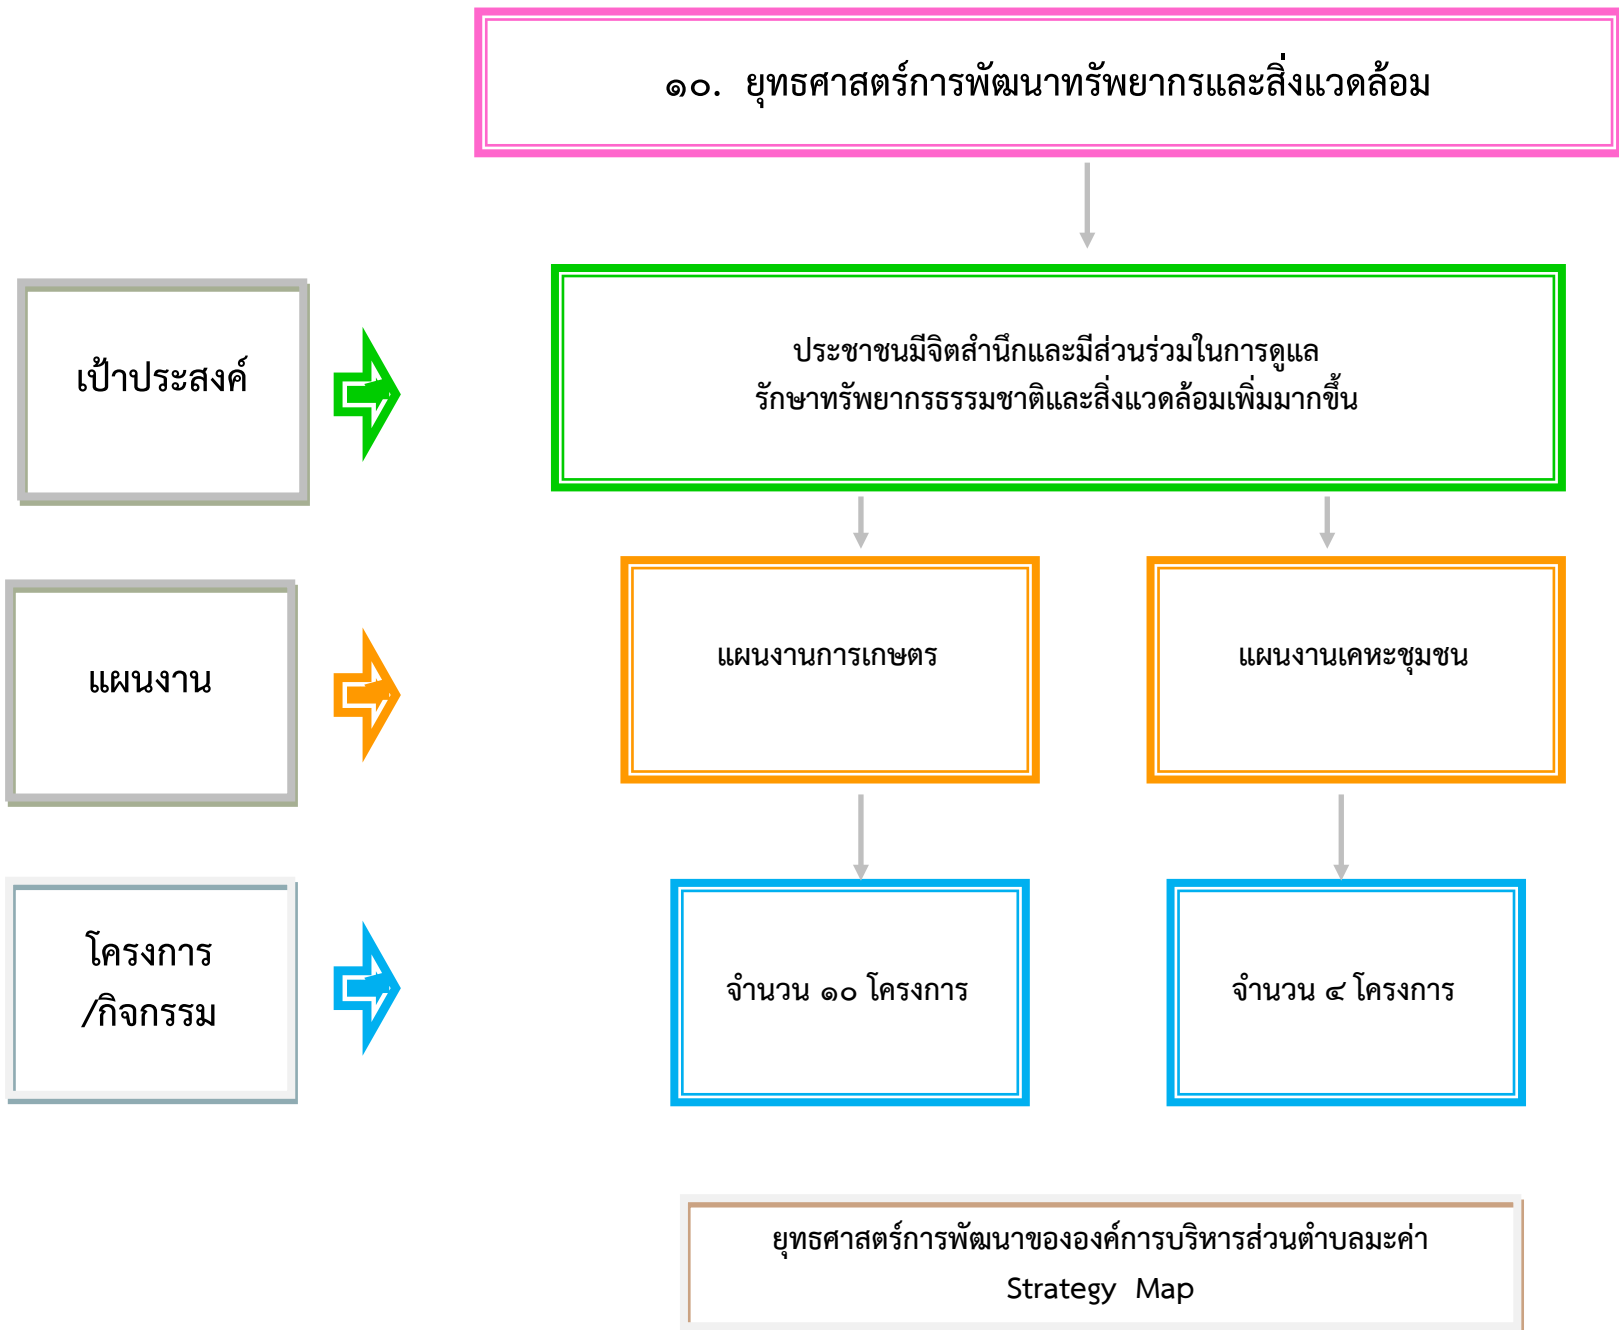 ๑๐. ยุทธศาสตร์การพัฒนาทรัพยากรและสิ่งแวดล้อม
เป้าประสงค์
ประชาชนมีจิตสำนึกและมีส่วนร่วมในการดูแล
รักษาทรัพยากรธรรมชาติและสิ่งแวดล้อมเพิ่มมากขึ้น
แผนงาน
แผนงานการเกษตร
แผนงานเคหะชุมชน
โครงการ
/กิจกรรม
จำนวน ๑๐ โครงการ
จำนวน ๔ โครงการ
ยุทธศาสตร์การพัฒนาขององค์การบริหารส่วนตำบลมะค่า
Strategy Map